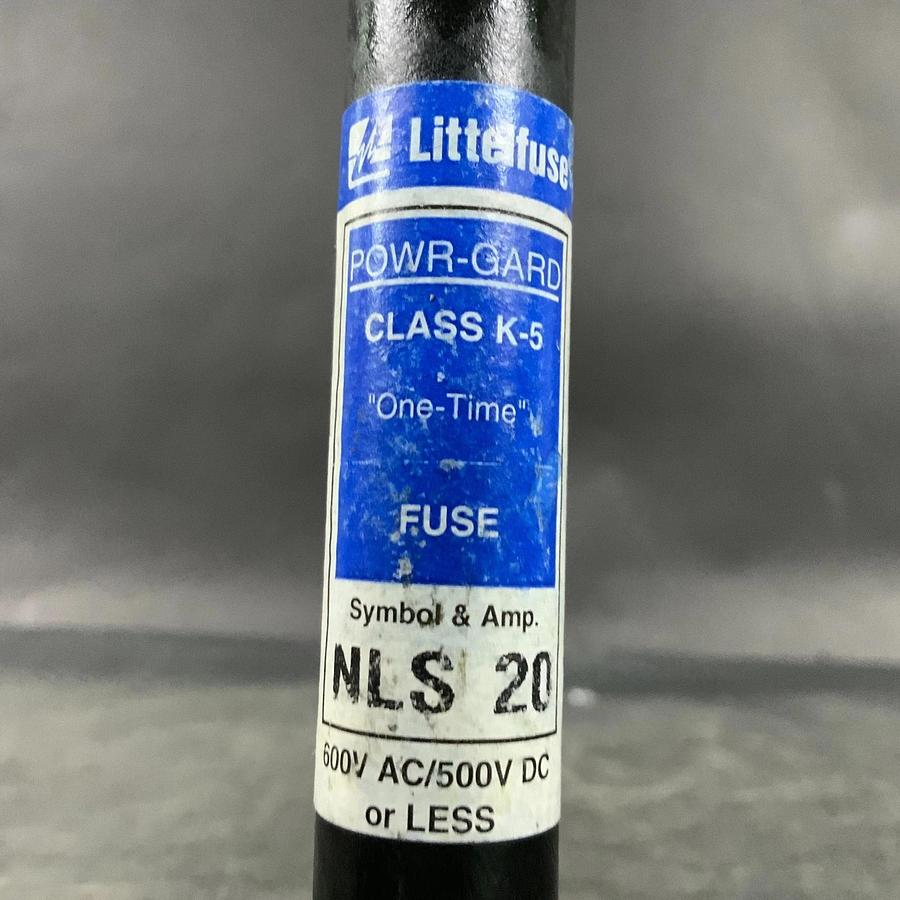 Littelfuse
POWR-GARD
CLASS K-5
"One-Time"
FUSE
Symbol & Amp.
NLS 20
600V AC/500V DC
or LESS